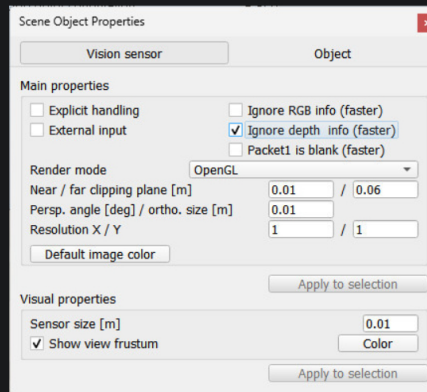 Scene Object Properties
Vision sensor Object
Main properties
Explicit handling Ignore RGB info (faster)
External input Ignore depth info (faster)
Packet1 is blank (faster)
Render mode OpenGL
Near / far clipping plane [m] 0.01 / 0.06
Persp. angle [deg] / ortho. size [m] 0.01
Resolution X / Y 1 / 1
Default image color
Apply to selection
Visual properties
Sensor size [m] 0.01
Show view frustum Color
Apply to selection